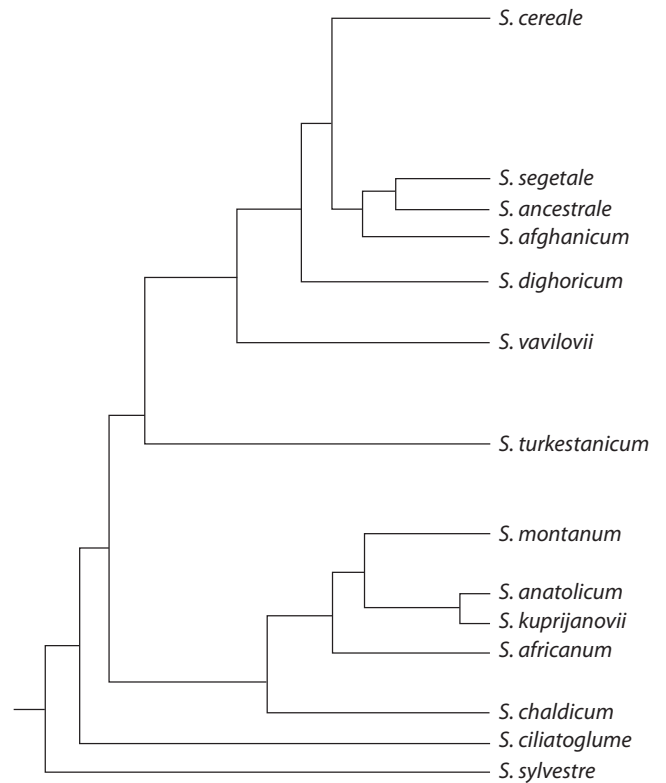 S. cereale
S. segetale
S. ancestrale
S. afghanicum
S. dighoricum
S. vavilovii
S. turkestanicum
S. montanum
S. anatolicum
S. kuprijanovii
S. africanum
S. chaldicum
S. ciliatoglume
S. sylvestre